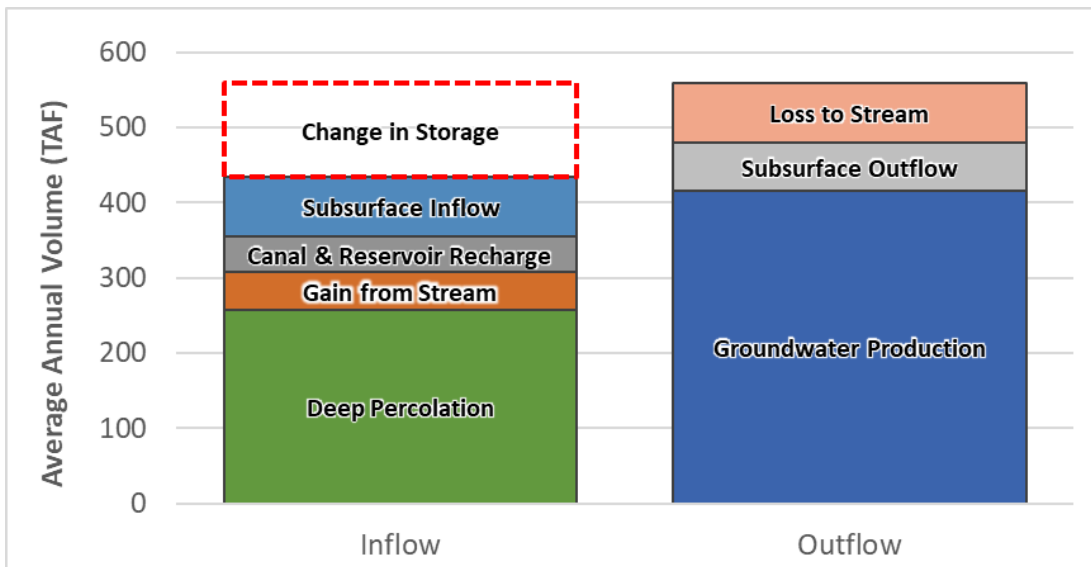 Average Annual Volume (TAF)
600
500
400
300
200
100
0
Change in Storage
Subsurface Inflow
Canal & Reservoir Recharge
Gain from Stream
Deep Percolation
Loss to Stream
Subsurface Outflow
Groundwater Production
Inflow
Outflow